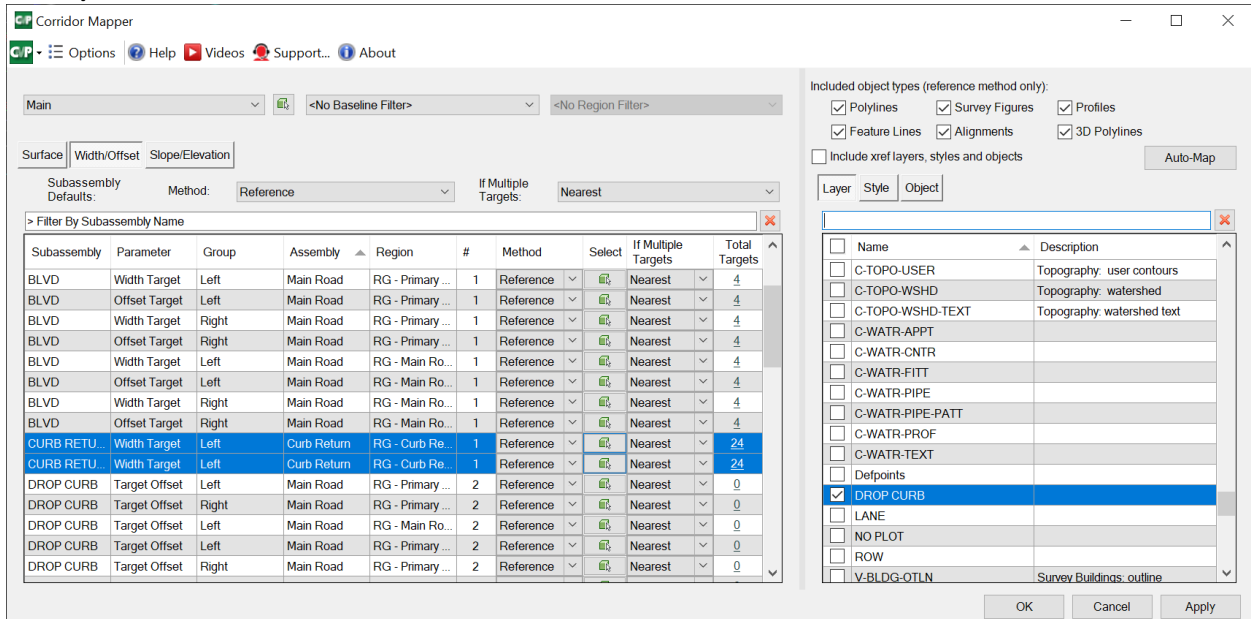 Corridor Mapper
Options Help Videos Support... About
Main <No Baseline Filter> <No Region Filter>
Surface Width/Offset Slope/Elevation
Subassembly Defaults: Method: Reference If Multiple Targets: Nearest
> Filter By Subassembly Name
Subassembly Parameter Group Assembly Region # Method Select If Multiple Targets Total Targets
BLVD Width Target Left Main Road RG - Primary ... 1 Reference Nearest 4
BLVD Offset Target Left Main Road RG - Primary ... 1 Reference Nearest 4
BLVD Width Target Right Main Road RG - Primary ... 1 Reference Nearest 4
BLVD Offset Target Right Main Road RG - Primary ... 1 Reference Nearest 4
BLVD Width Target Left Main Road RG - Main Ro... 1 Reference Nearest 4
BLVD Offset Target Left Main Road RG - Main Ro... 1 Reference Nearest 4
BLVD Width Target Right Main Road RG - Main Ro... 1 Reference Nearest 4
BLVD Offset Target Right Main Road RG - Main Ro... 1 Reference Nearest 4
CURB RETU... Width Target Left Curb Return RG - Curb Re... 1 Reference Nearest 24
CURB RETU... Width Target Left Curb Return RG - Curb Re... 1 Reference Nearest 24
DROP CURB Target Offset Left Main Road RG - Primary ... 2 Reference Nearest 0
DROP CURB Target Offset Right Main Road RG - Primary ... 2 Reference Nearest 0
DROP CURB Target Offset Left Main Road RG - Main Ro... 2 Reference Nearest 0
DROP CURB Target Offset Left Main Road RG - Primary ... 2 Reference Nearest 0
DROP CURB Target Offset Right Main Road RG - Primary ... 2 Reference Nearest 0
Included object types (reference method only):
Polylines Survey Figures Profiles
Feature Lines Alignments 3D Polylines
Include xref layers, styles and objects Auto-Map
Layer Style Object
Name Description
C-TOPO-USER Topography: user contours
C-TOPO-WSHD Topography: watershed
C-TOPO-WSHD-TEXT Topography: watershed text
C-WATR-APPT
C-WATR-CNTR
C-WATR-FITT
C-WATR-PIPE
C-WATR-PIPE-PATT
C-WATR-PROF
C-WATR-TEXT
Defpoints
DROP CURB
LANE
NO PLOT
ROW
V-BLDG-OTLN Survey Buildings: outline
OK Cancel Apply